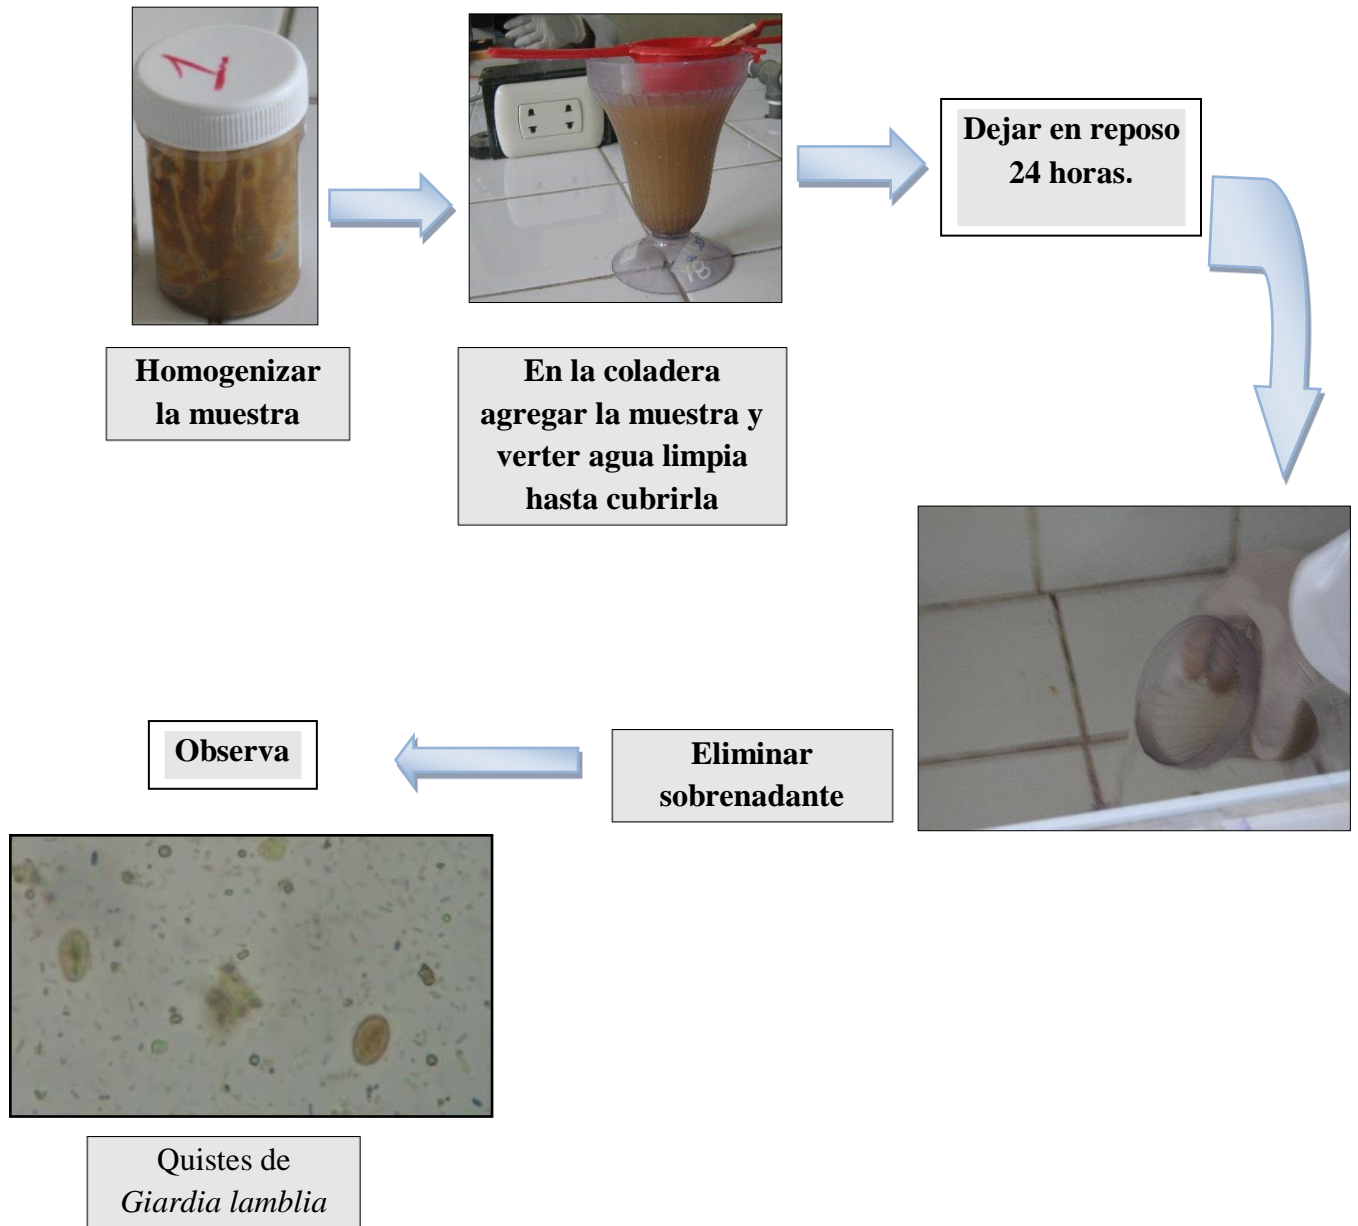 1.
Dejar en reposo
24 horas.
Homogenizar
la muestra
En la coladera
agregar la muestra y
verter agua limpia
hasta cubrirla
Eliminar
sobrenadante
Observa
Quistes de
Giardia lamblia